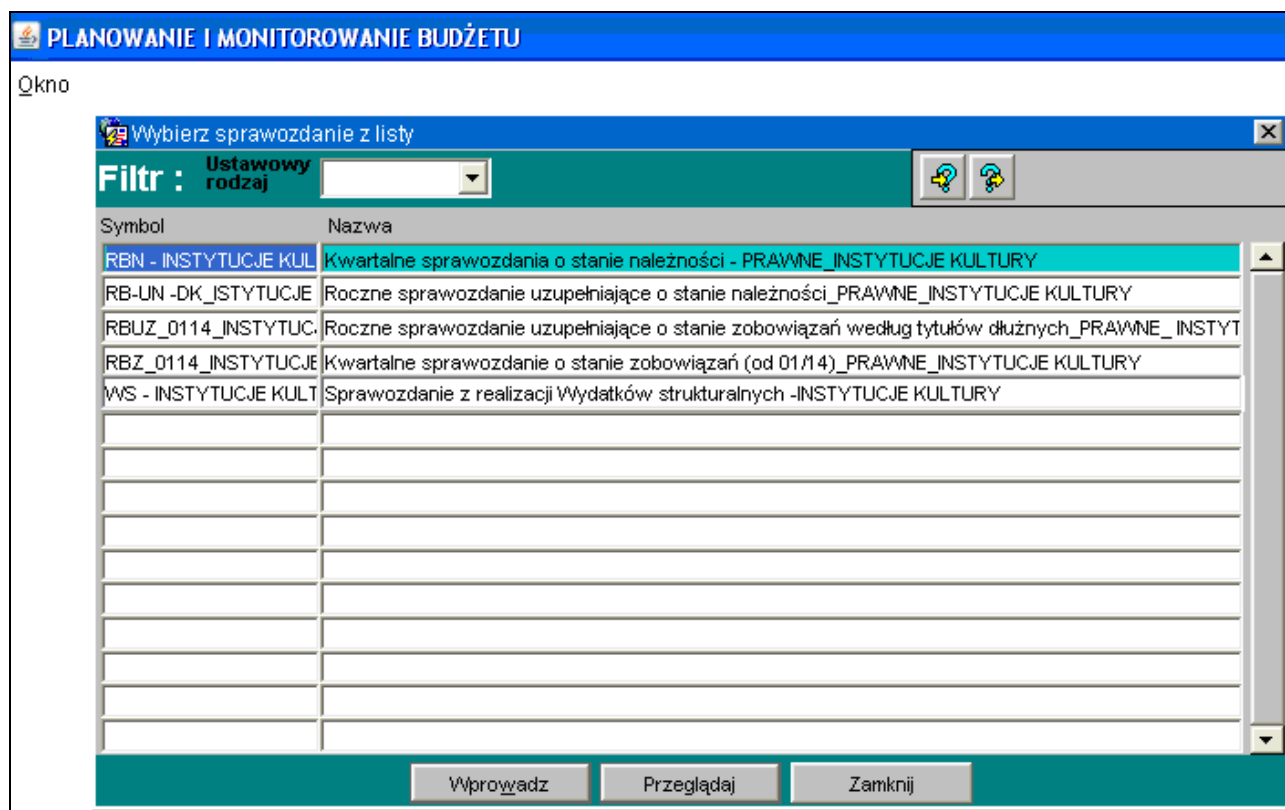 PLANOWANIE I MONITOROWANIE BUDŻETU
Okno
Wybierz sprawozdanie z listy
Filtr : Ustawowy rodzaj
Symbol Nazwa
RBN - INSTYTUCJE KUL Kwartalne sprawozdania o stanie należności - PRAWNE_INSTYTUCJE KULTURY
RB-UN -DK_ISTYTUCJE Roczne sprawozdanie uzupełniające o stanie należności_PRAWNE_INSTYTUCJE KULTURY
RBUZ_0114_INSTYTUC Roczne sprawozdanie uzupełniające o stanie zobowiązań według tytułów dłużnych_PRAWNE_ INSTYT
RBZ_0114_INSTYTUCJE Kwartalne sprawozdanie o stanie zobowiązań (od 01/14)_PRAWNE_INSTYTUCJE KULTURY
WS - INSTYTUCJE KULT Sprawozdanie z realizacji Wydatków strukturalnych -INSTYTUCJE KULTURY
Wprowadz Przeglądaj Zamknij